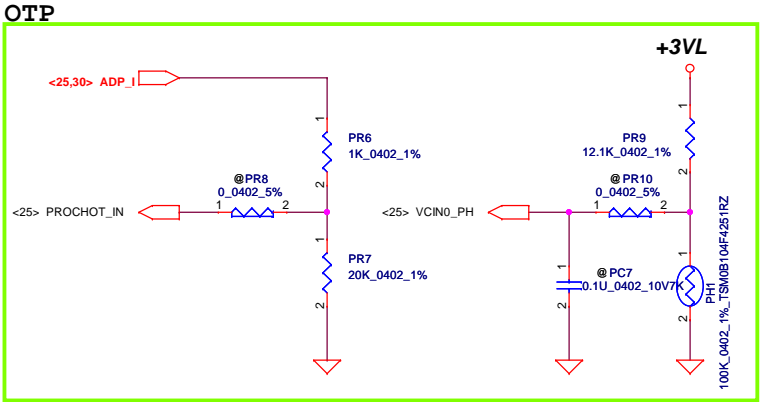 OTP
+3VL
<25,30> ADP_I
1
PR6
1K_0402_1%
2
1
PR9
12.1K_0402_1%
2
@PR8
0_0402_5%
<25> PROCHOT_IN
1 2
@PR10
0_0402_5%
<25> VCIN0_PH
1 2
1
PR7
20K_0402_1%
2
1
@PC7
0.1U_0402_10V7K
2
1
2
PH1
100K_0402_1%_TSM0B104F4251RZ